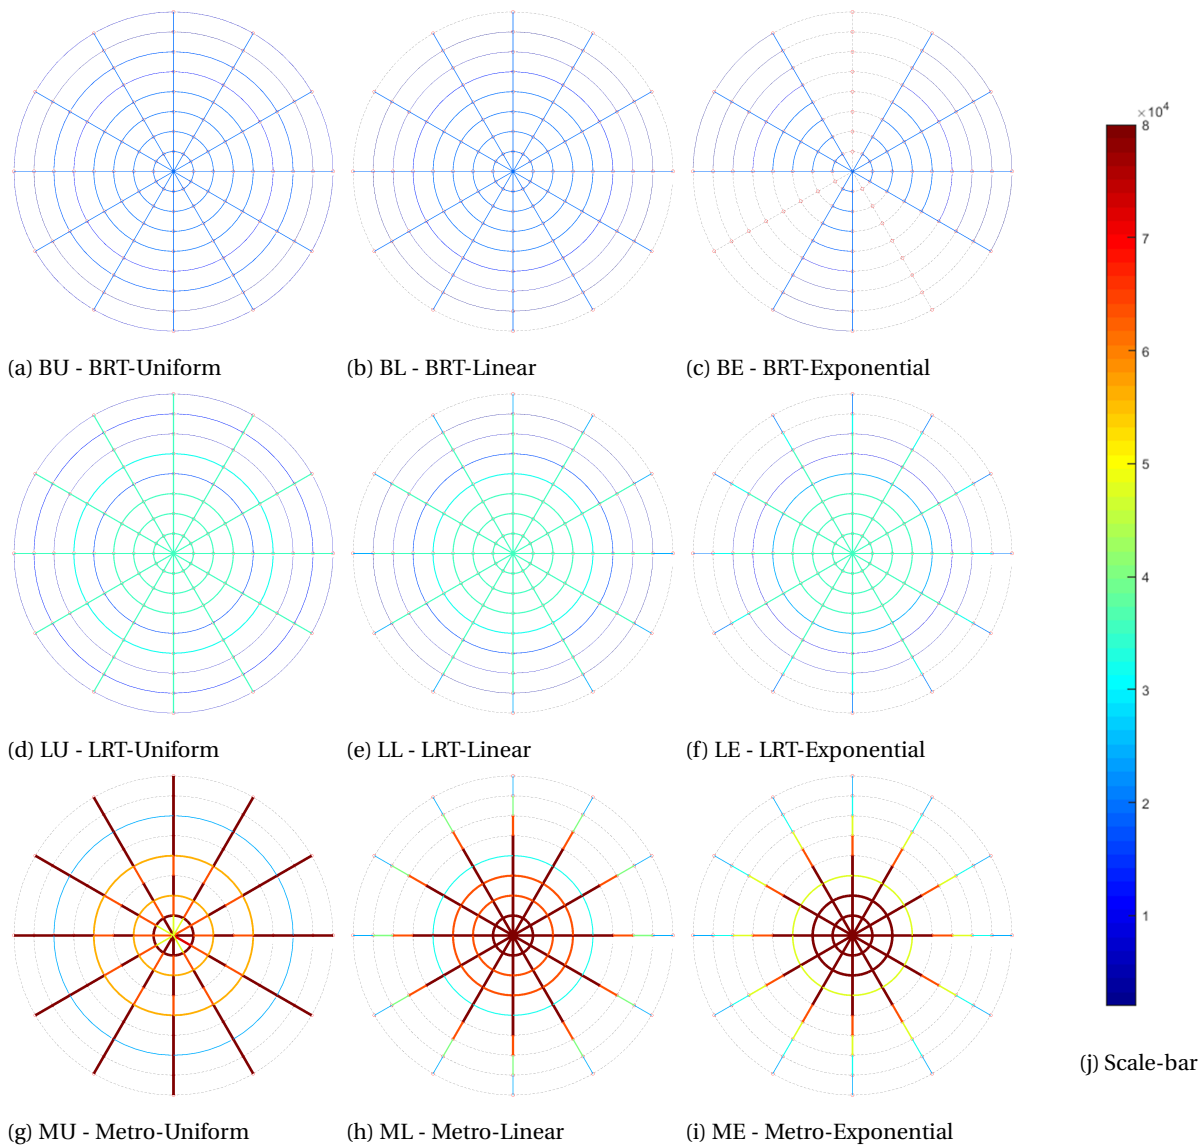 (a) BU - BRT-Uniform
(b) BL - BRT-Linear
(c) BE - BRT-Exponential
(d) LU - LRT-Uniform
(e) LL - LRT-Linear
(f) LE - LRT-Exponential
(g) MU - Metro-Uniform
(h) ML - Metro-Linear
(i) ME - Metro-Exponential
×10⁴
8
7
6
5
4
3
2
1
(j) Scale-bar